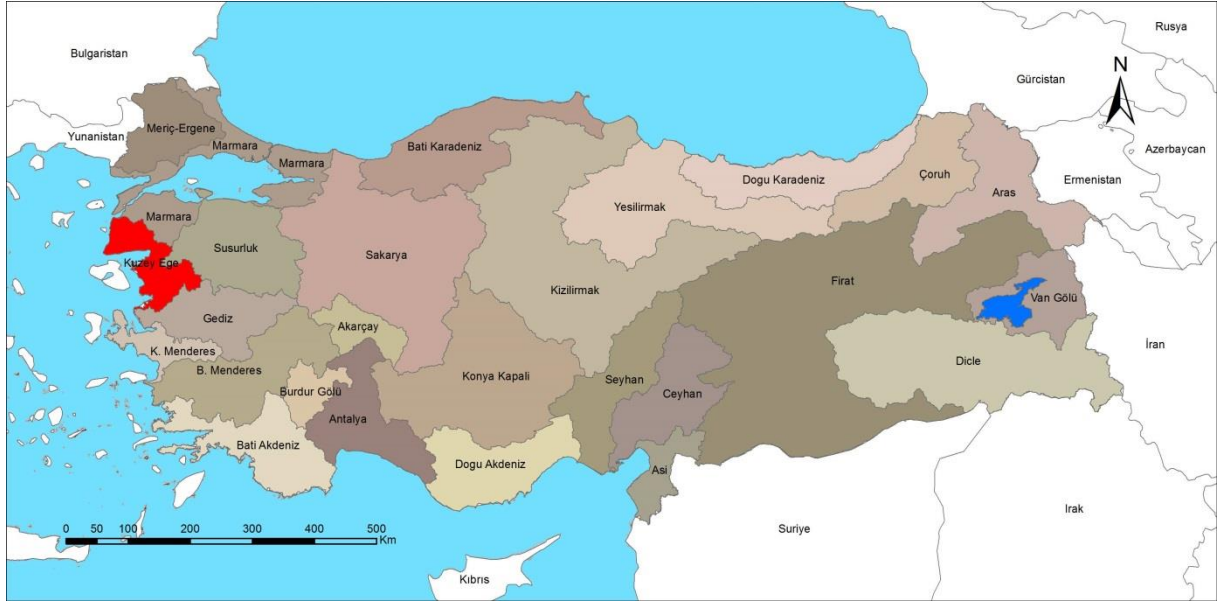 Rusya
Bulgaristan
N
Gürcistan
Meriç-Ergene
Yunanistan
Marmara
Marmara
Bati Karadeniz
Azerbaycan
Çoruh
Dogu Karadeniz
Ermenistan
Aras
Yesilirmak
Marmara
Susurluk
Sakarya
Kuzey Ege
Kizilirmak
Firat
Van Gölü
Gediz
Akarçay
K. Menderes
İran
B. Menderes
Konya Kapali
Seyhan
Dicle
Burdur Gölü
Ceyhan
Antalya
Bati Akdeniz
Dogu Akdeniz
Asi
0 50 100 200 300 400 500
Km
Suriye
Irak
Kıbrıs